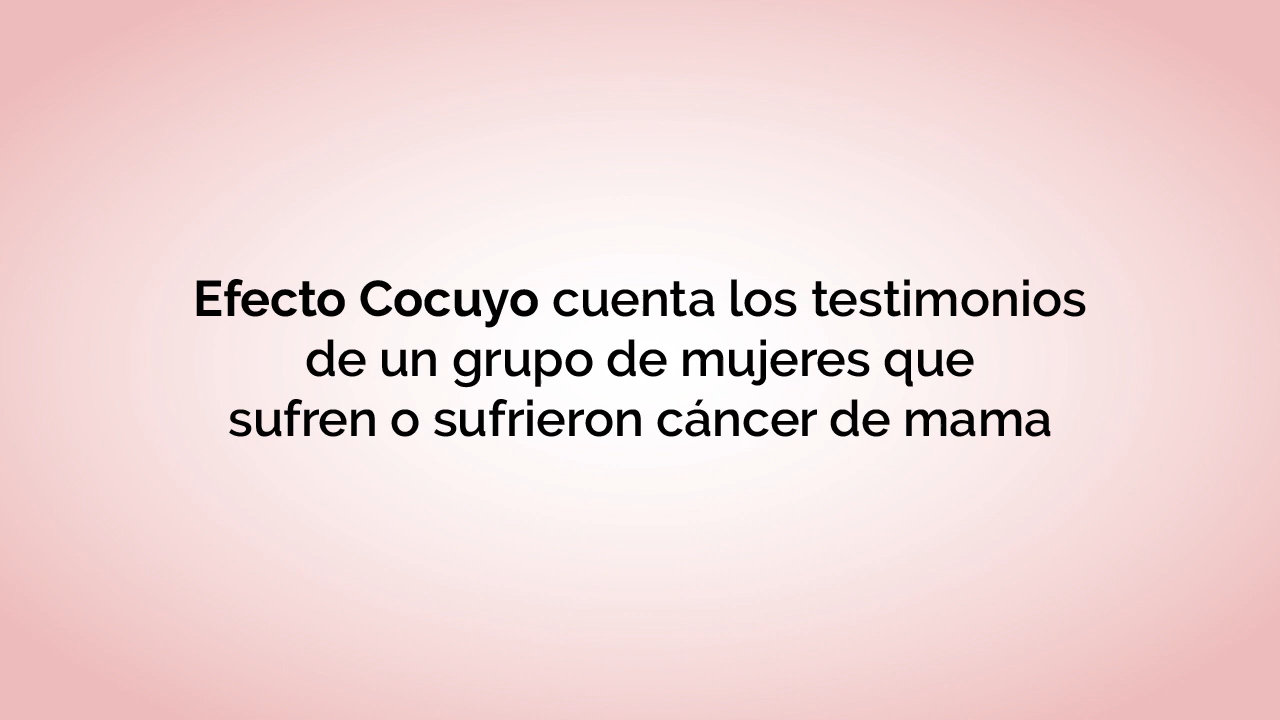 Efecto Cocuyo cuenta los testimonios
de un grupo de mujeres que
sufren o sufrieron cáncer de mama